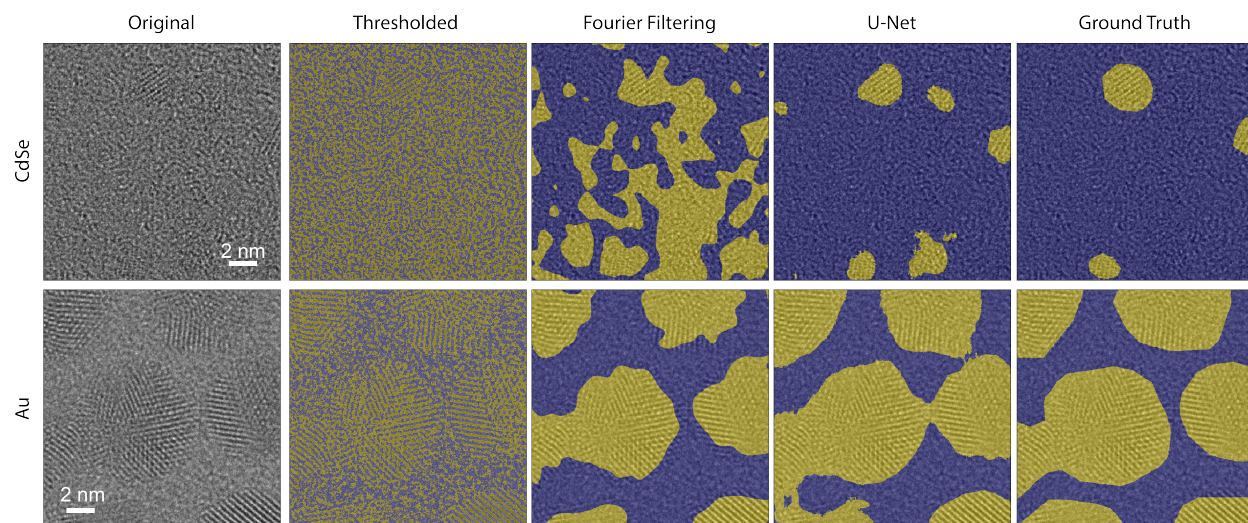 Original Thresholded Fourier Filtering U-Net Ground Truth
CdSe
2 nm
Au
2 nm